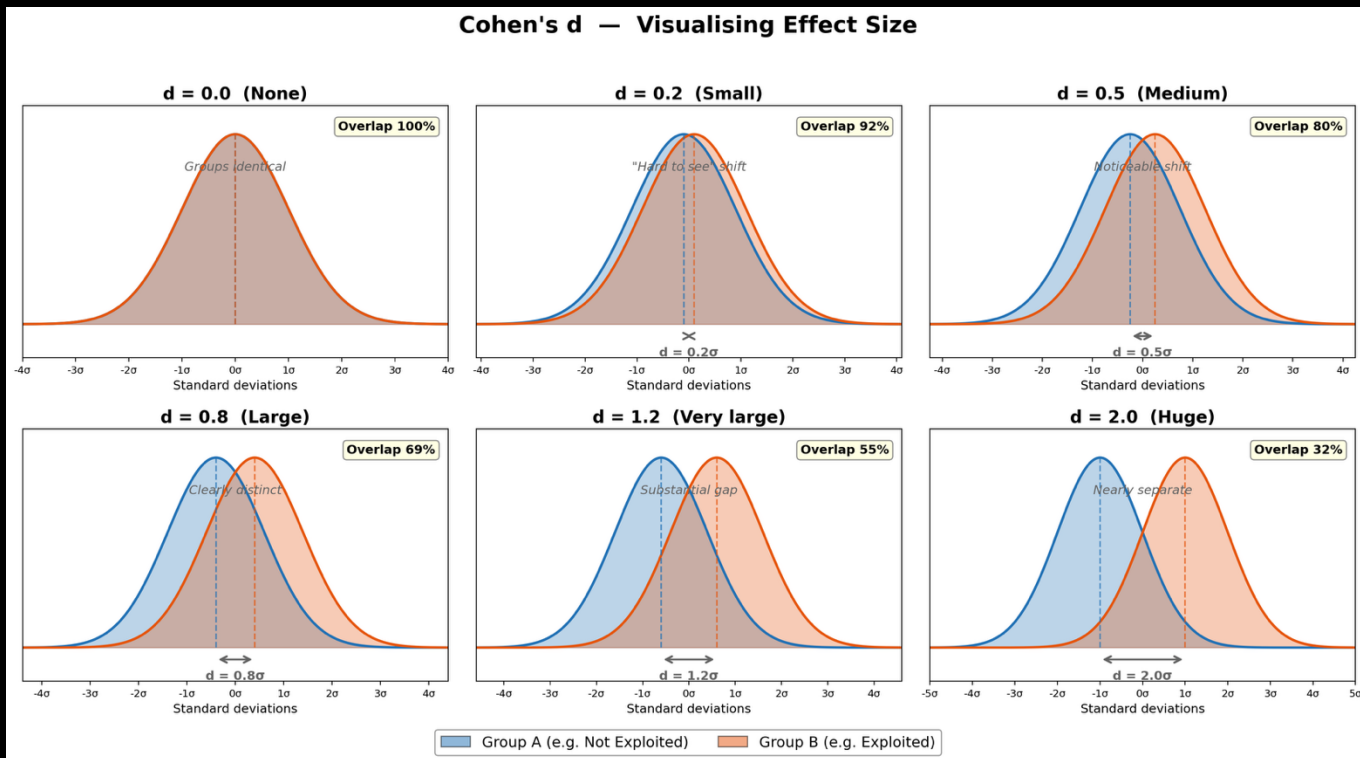 Cohen's d — Visualising Effect Size
d = 0.0 (None)
Overlap 100%
Groups identical
-4σ -3σ -2σ -1σ 0σ 1σ 2σ 3σ 4σ
Standard deviations
d = 0.2 (Small)
Overlap 92%
"Hard to see" shift
d = 0.2σ
-4σ -3σ -2σ -1σ 0σ 1σ 2σ 3σ 4σ
Standard deviations
d = 0.5 (Medium)
Overlap 80%
Noticeable shift
d = 0.5σ
-4σ -3σ -2σ -1σ 0σ 1σ 2σ 3σ 4σ
Standard deviations
d = 0.8 (Large)
Overlap 69%
Clearly distinct
d = 0.8σ
-4σ -3σ -2σ -1σ 0σ 1σ 2σ 3σ 4σ
Standard deviations
d = 1.2 (Very large)
Overlap 55%
Substantial gap
d = 1.2σ
-4σ -3σ -2σ -1σ 0σ 1σ 2σ 3σ 4σ
Standard deviations
d = 2.0 (Huge)
Overlap 32%
Nearly separate
d = 2.0σ
-5σ -4σ -3σ -2σ -1σ 0σ 1σ 2σ 3σ 4σ 5σ
Standard deviations
Group A (e.g. Not Exploited) Group B (e.g. Exploited)